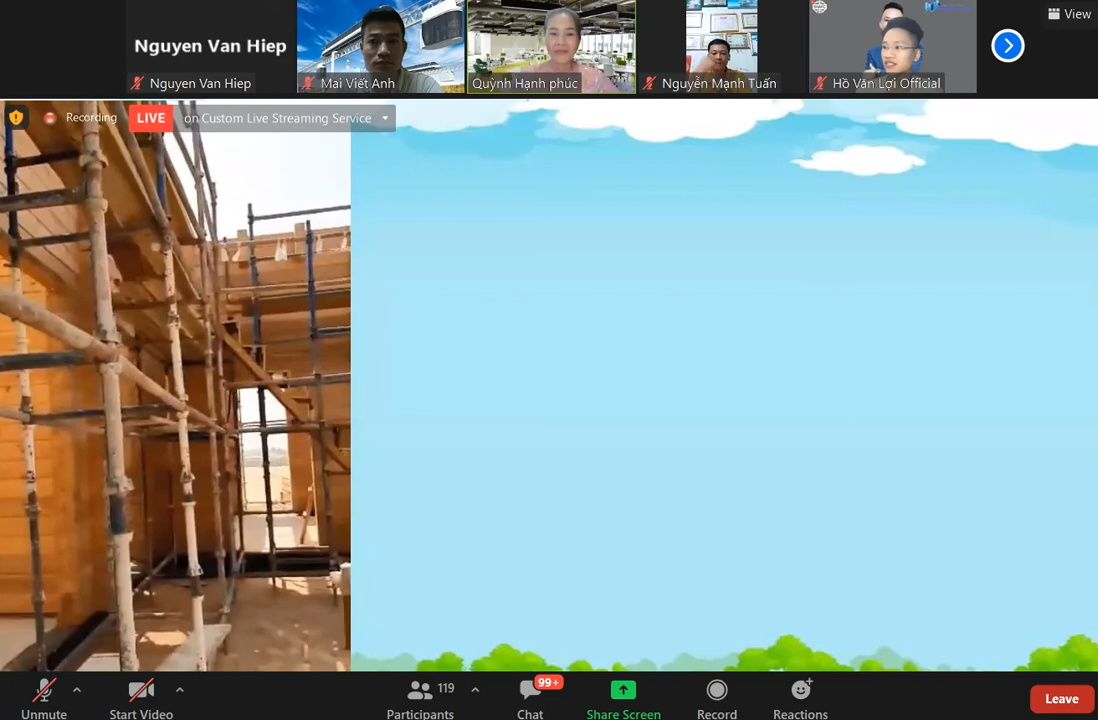 Nguyen Van Hiep
Nguyen Van Hiep
Mai Viết Anh
Quỳnh Hạnh phúc
Nguyễn Mạnh Tuấn
Hồ Văn Lợi Official
View
Recording
LIVE
on Custom Live Streaming Service
Unmute
Start Video
Participants
119
Chat
99+
Share Screen
Record
Reactions
Leave